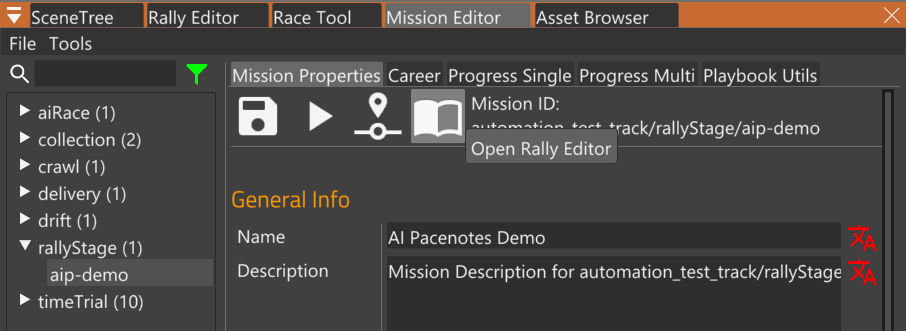 SceneTree Rally Editor Race Tool Mission Editor Asset Browser
File Tools
Mission Properties Career Progress Single Progress Multi Playbook Utils
aiRace (1)
collection (2)
crawl (1)
delivery (1)
drift (1)
rallyStage (1)
aip-demo
timeTrial (10)
Mission ID:
automation_test_track/rallyStage/aip-demo
Open Rally Editor
General Info
Name AI Pacenotes Demo
Description Mission Description for automation_test_track/rallyStage